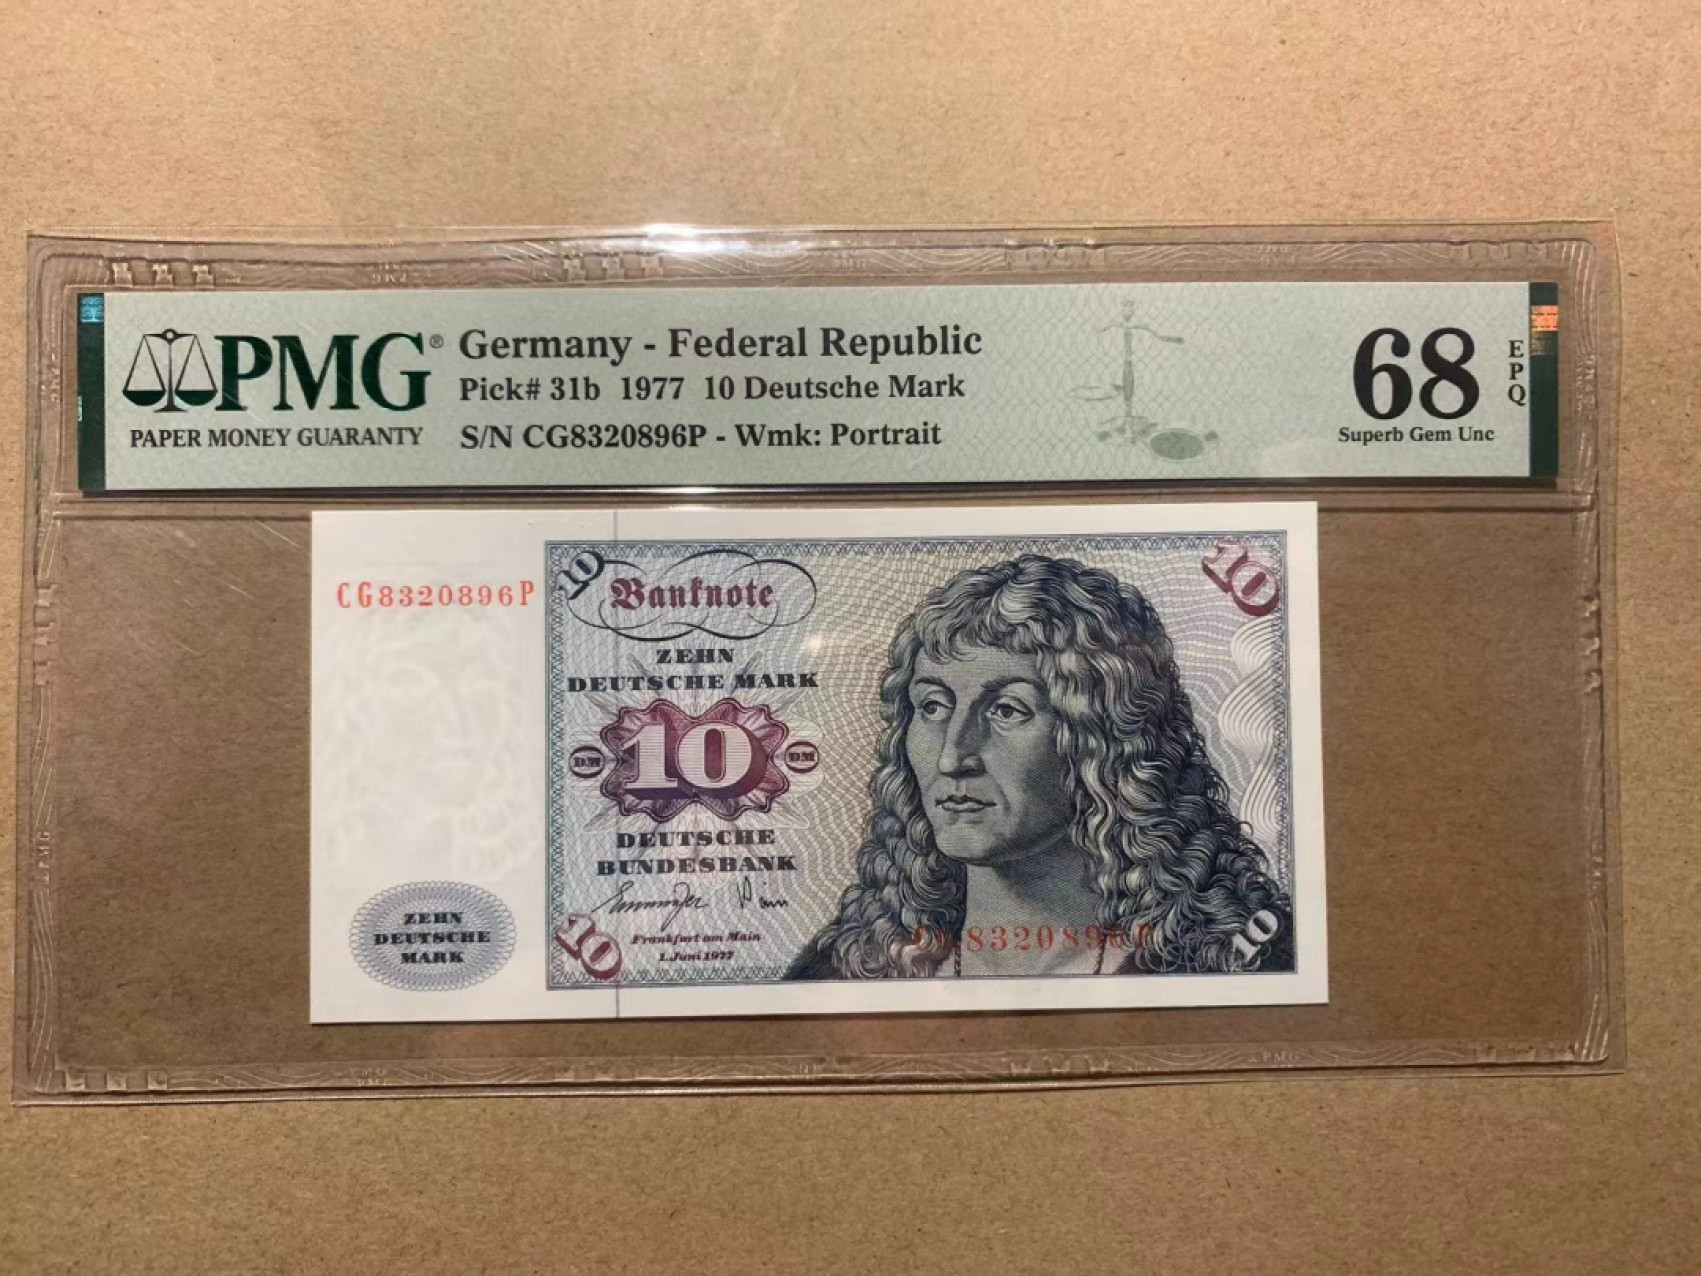 PMG®
PAPER MONEY GUARANTY
Germany - Federal Republic
Pick# 31b 1977 10 Deutsche Mark
S/N CG8320896P - Wmk: Portrait
68
EPQ
Superb Gem Unc
CG8320896P
10
Banknote
10
ZEHN
DEUTSCHE MARK
DM
10
DM
DEUTSCHE
BUNDESBANK
ZEHN
DEUTSCHE
MARK
10
Frankfurt am Main
1. Juni 1977
CG8320896P
10